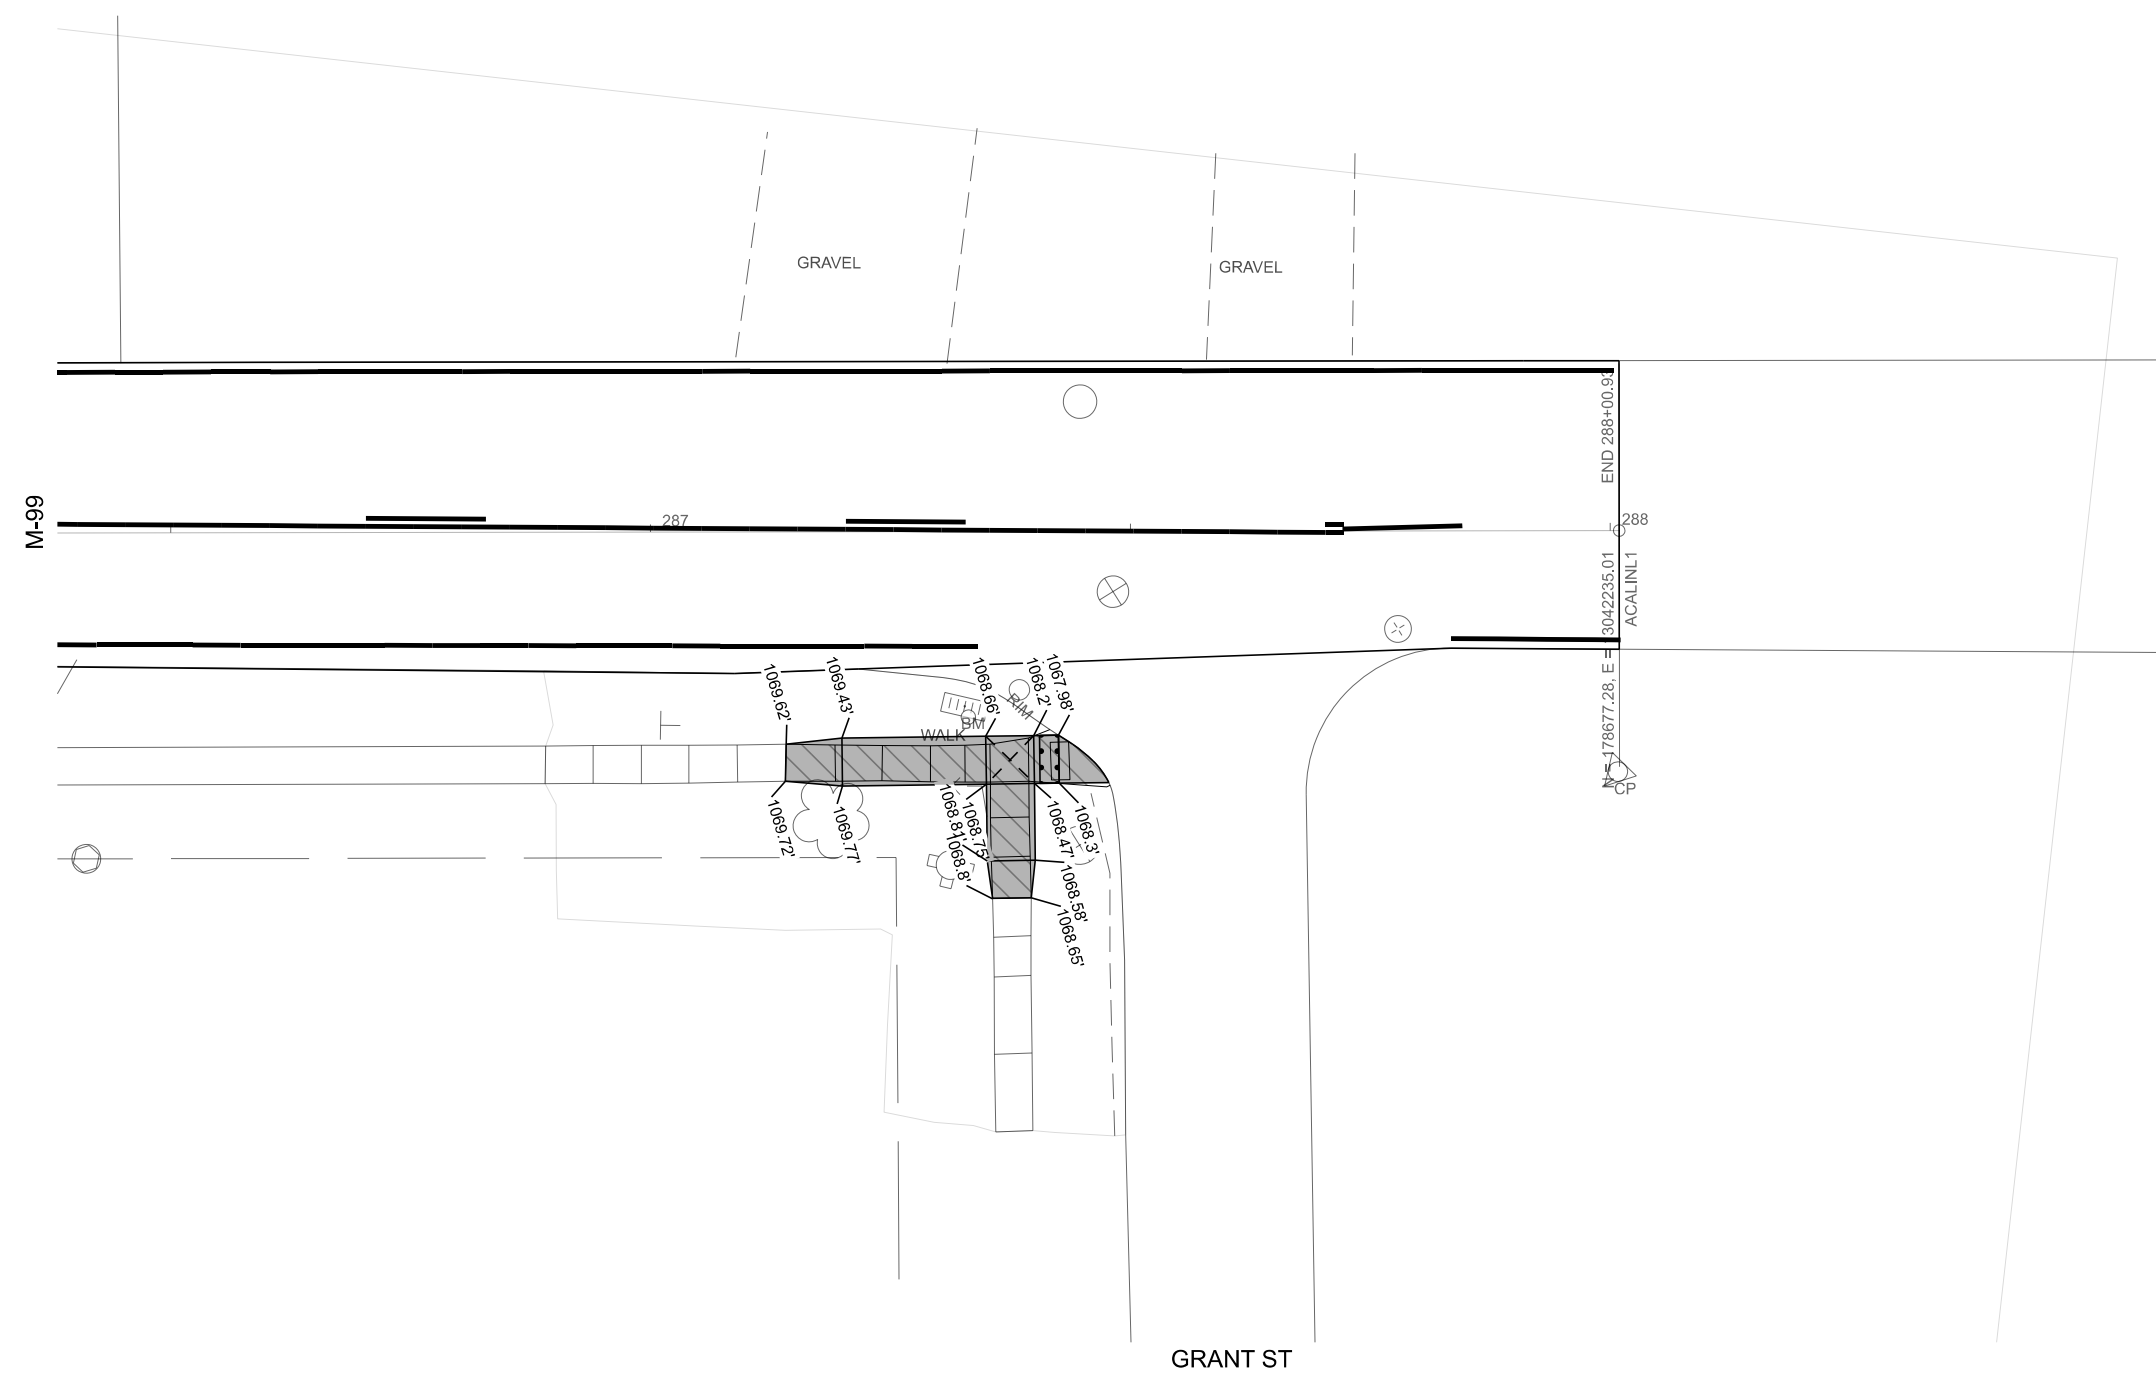 GRAVEL
GRAVEL
END 288+00.93
M-99
287
288
N = 178677.28, E = 13042235.01
ACALINL1
1069.62'
1069.43'
1068.66'
1068.2'
1067.98'
RIM
BM
WALK
CP
1069.72'
1069.77'
1068.81'
1068.75'
1068.8'
1068.47'
1068.3'
1068.58'
1068.65'
GRANT ST